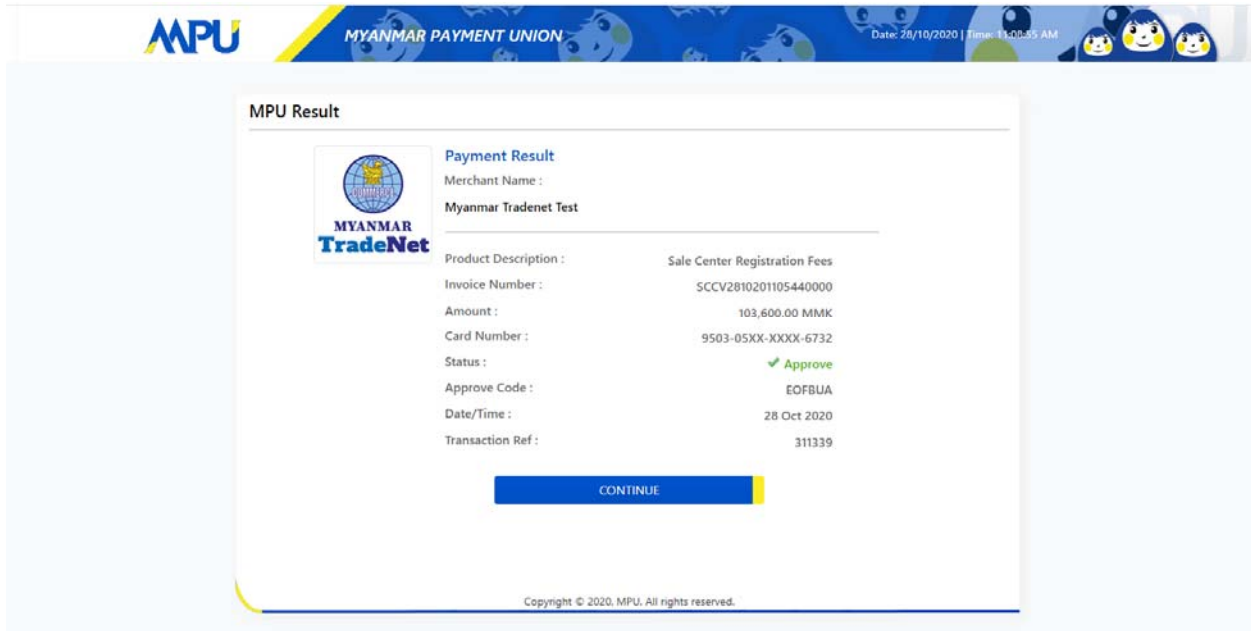 MPU
MYANMAR PAYMENT UNION
Date: 28/10/2020 | Time: 11:08:55 AM
MPU Result
COMMERCE
MYANMAR
TradeNet
Payment Result
Merchant Name :
Myanmar Tradenet Test
Product Description : Sale Center Registration Fees
Invoice Number : SCCV2810201105440000
Amount : 103,600.00 MMK
Card Number : 9503-05XX-XXXX-6732
Status : Approve
Approve Code : EOFBUA
Date/Time : 28 Oct 2020
Transaction Ref : 311339
CONTINUE
Copyright © 2020. MPU. All rights reserved.